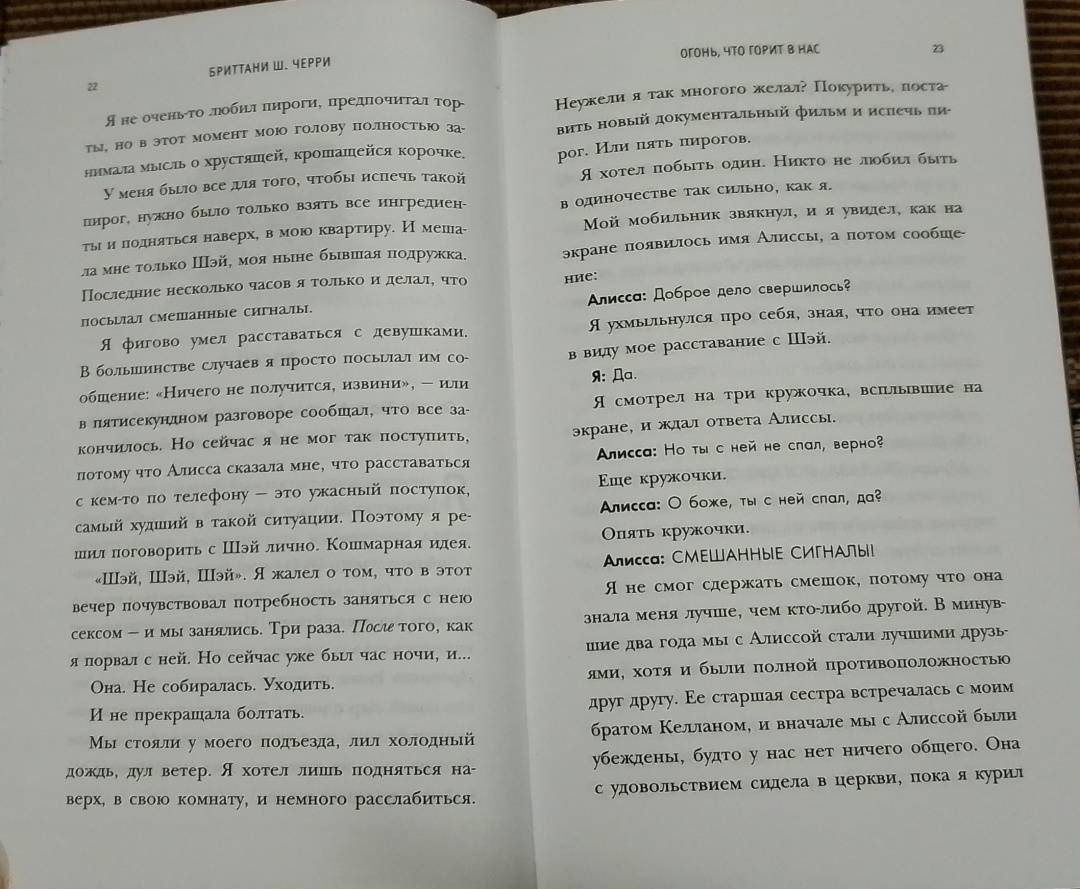 22
БРИТТАНИ Ш. ЧЕРРИ
Я не очень-то любил пироги, предпочитал тор-
ты, но в этот момент мою голову полностью за-
нимала мысль о хрустящей, крошащейся корочке.
У меня было все для того, чтобы испечь такой
пирог, нужно было только взять все ингредиен-
ты и подняться наверх, в мою квартиру. И меша-
ла мне только Шэй, моя ныне бывшая подружка.
Последние несколько часов я только и делал, что
посылал смешанные сигналы.
Я фигово умел расставаться с девушками.
В большинстве случаев я просто посылал им со-
общение: «Ничего не получится, извини», — или
в пятисекундном разговоре сообщал, что все за-
кончилось. Но сейчас я не мог так поступить,
потому что Алисса сказала мне, что расставаться
с кем-то по телефону — это ужасный поступок,
самый худший в такой ситуации. Поэтому я ре-
шил поговорить с Шэй лично. Кошмарная идея.
«Шэй, Шэй, Шэй». Я жалел о том, что в этот
вечер почувствовал потребность заняться с нею
сексом — и мы занялись. Три раза. После того, как
я порвал с ней. Но сейчас уже был час ночи, и...
Она. Не собиралась. Уходить.
И не прекращала болтать.
Мы стояли у моего подъезда, лил холодный
дождь, дул ветер. Я хотел лишь подняться на-
верх, в свою комнату, и немного расслабиться.
ОГОНЬ, ЧТО ГОРИТ В НАС
23
Неужели я так многого желал? Покурить, поста-
вить новый документальный фильм и испечь пи-
рог. Или пять пирогов.
Я хотел побыть один. Никто не любил быть
в одиночестве так сильно, как я.
Мой мобильник звякнул, и я увидел, как на
экране появилось имя Алиссы, а потом сообще-
ние:
Алисса: Доброе дело свершилось?
Я ухмыльнулся про себя, зная, что она имеет
в виду мое расставание с Шэй.
Я: Да.
Я смотрел на три кружочка, всплывшие на
экране, и ждал ответа Алиссы.
Алисса: Но ты с ней не спал, верно?
Еще кружочки.
Алисса: О боже, ты с ней спал, да?
Опять кружочки.
Алисса: СМЕШАННЫЕ СИГНАЛЫ!
Я не смог сдержать смешок, потому что она
знала меня лучше, чем кто-либо другой. В минув-
шие два года мы с Алиссой стали лучшими друзь-
ями, хотя и были полной противоположностью
друг другу. Ее старшая сестра встречалась с моим
братом Келланом, и вначале мы с Алиссой были
убеждены, будто у нас нет ничего общего. Она
с удовольствием сидела в церкви, пока я курил